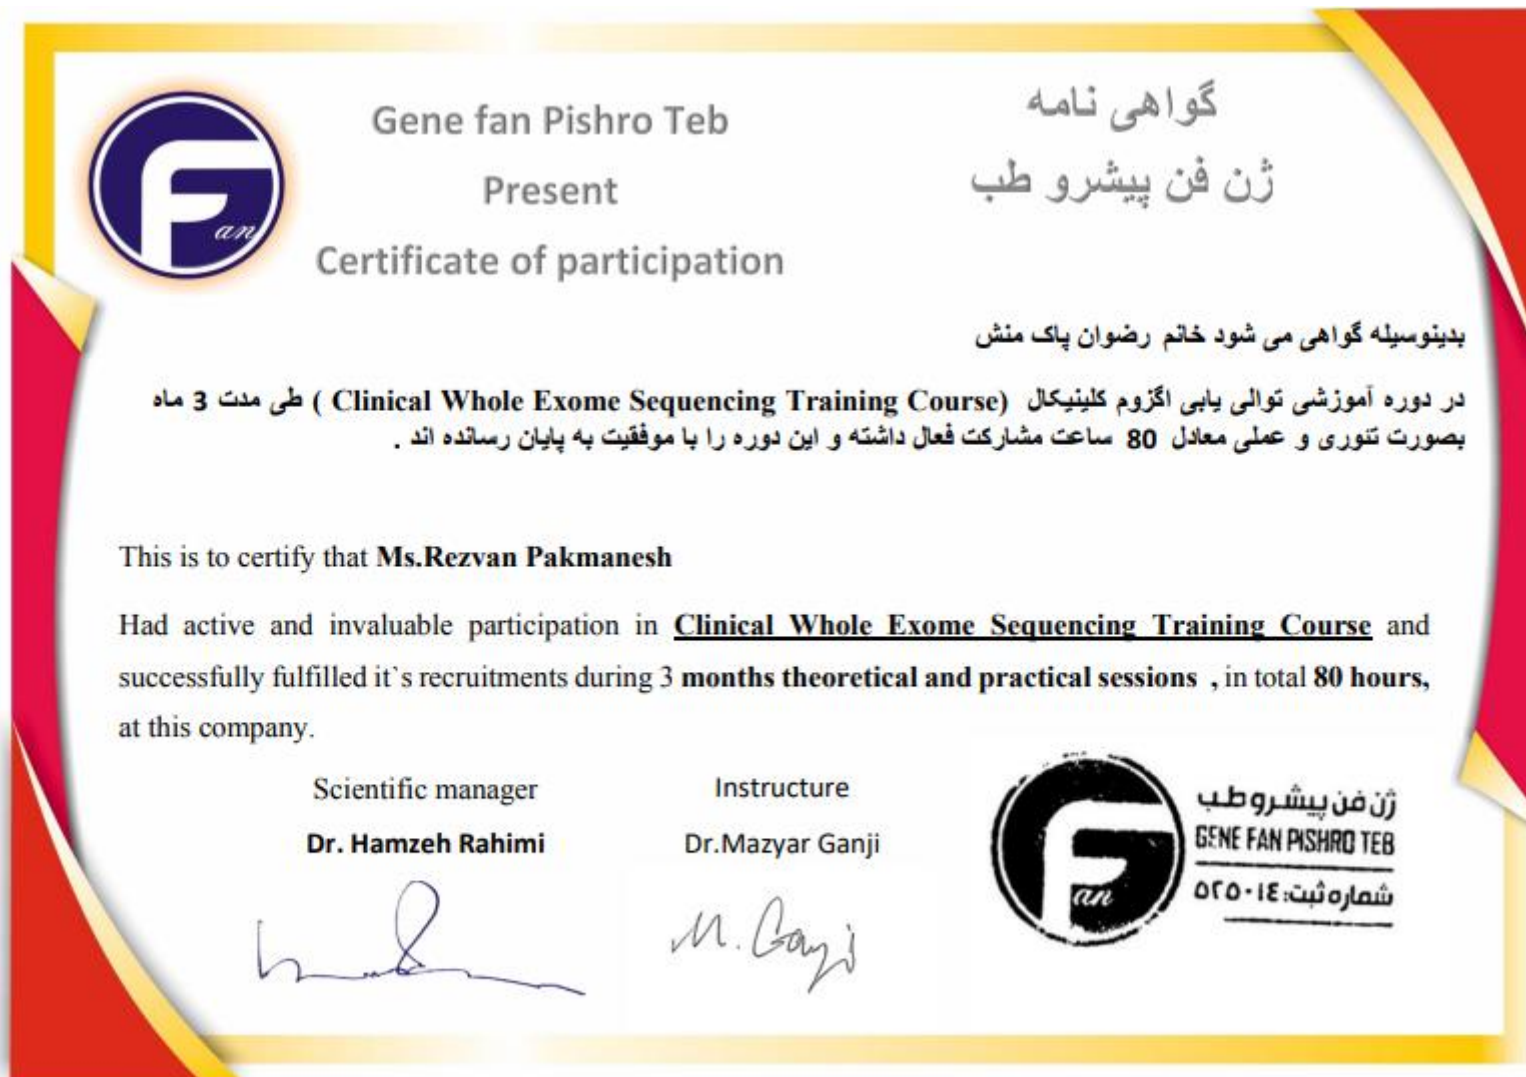 Gene fan Pishro Teb
Present
Certificate of participation
گواهی نامه
ژن فن پیشرو طب
an
بدینوسیله گواهی می شود خانم رضوان پاک منش
در دوره آموزشی توالی یابی اگزوم کلینیکال (Clinical Whole Exome Sequencing Training Course ) طی مدت 3 ماه
بصورت تئوری و عملی معادل 80 ساعت مشارکت فعال داشته و این دوره را با موفقیت به پایان رسانده اند .
This is to certify that Ms.Rezvan Pakmanesh
Had active and invaluable participation in Clinical Whole Exome Sequencing Training Course and
successfully fulfilled it`s recruitments during 3 months theoretical and practical sessions , in total 80 hours,
at this company.
Scientific manager
Dr. Hamzeh Rahimi
Instructure
Dr.Mazyar Ganji
M. Ganji
an
ژن فن پیشرو طب
GENE FAN PISHRO TEB
شماره ثبت: ۵۲۵۰۱۴